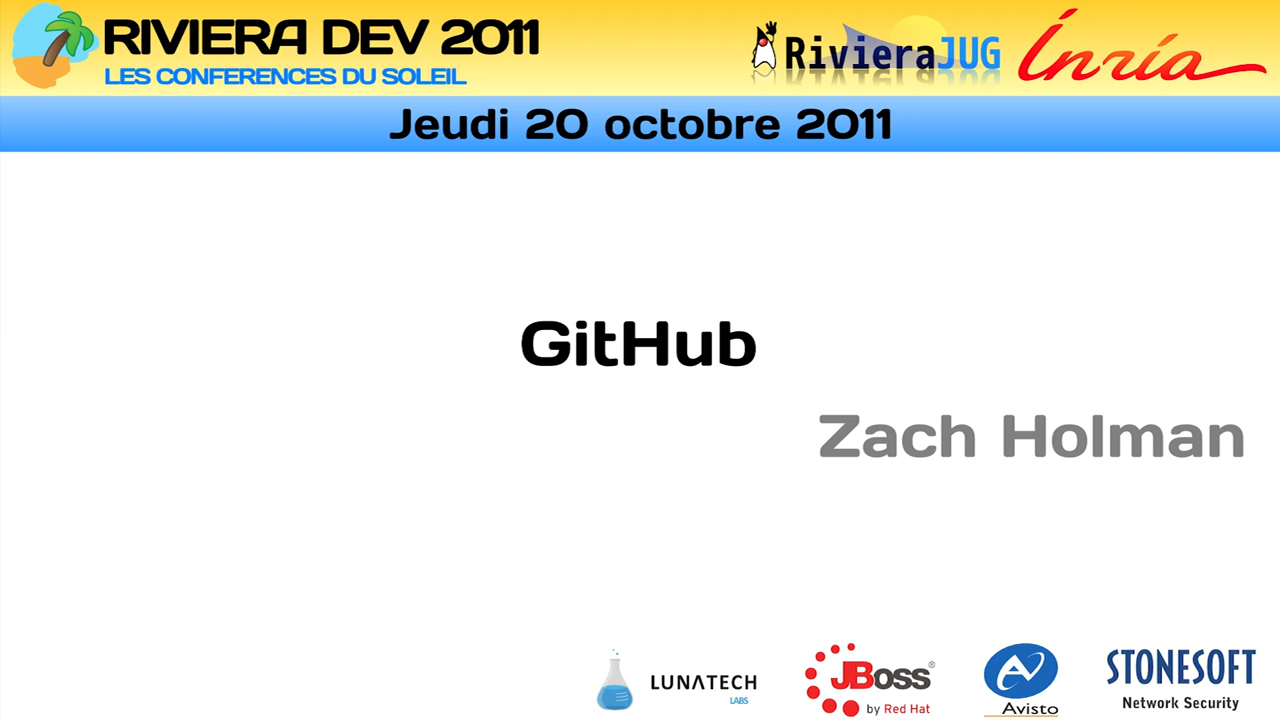 RIVIERA DEV 2011
LES CONFERENCES DU SOLEIL
RivieraJUG
Inria
Jeudi 20 octobre 2011
GitHub
Zach Holman
LUNATECH
LABS
JBoss®
by Red Hat
Avisto
STONESOFT
Network Security